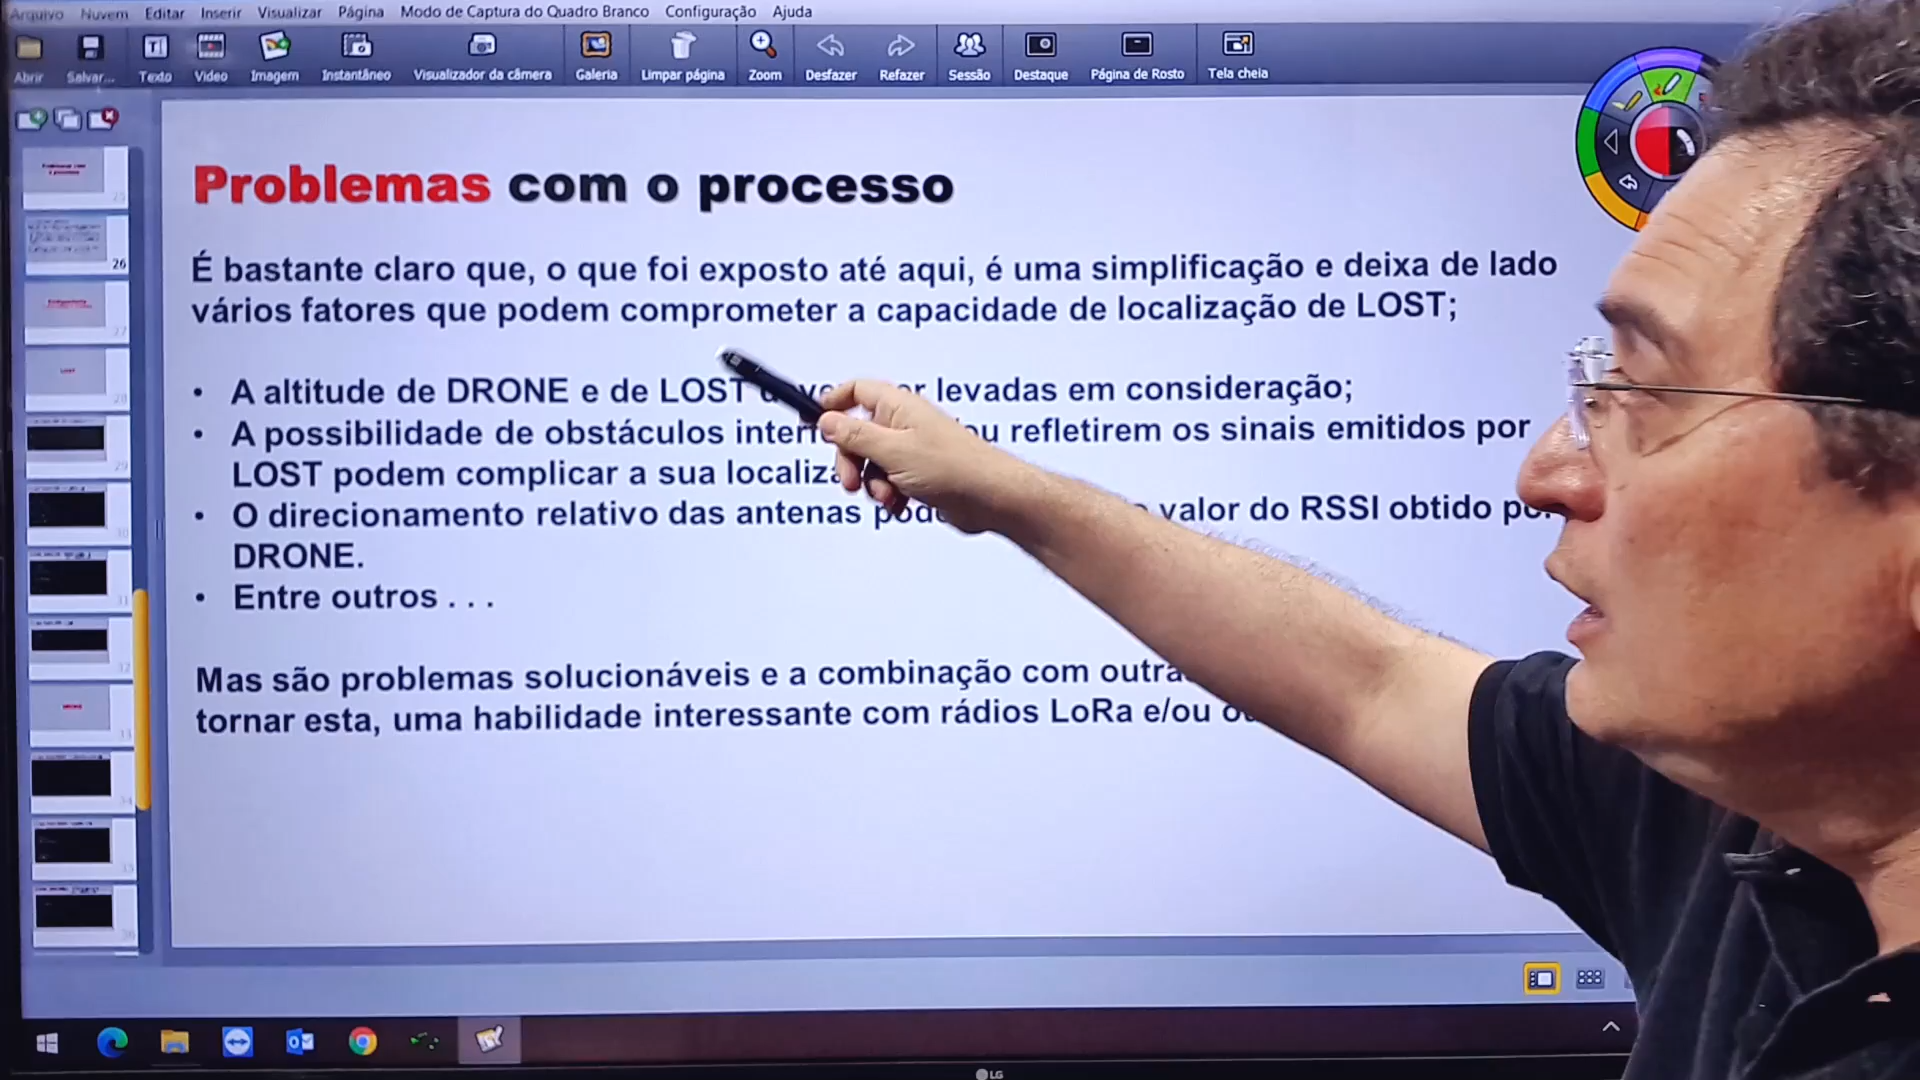 Arquivo Nuvem Editar Inserir Visualizar Página Modo de Captura do Quadro Branco Configuração Ajuda
Abrir Salvar... Texto Video Imagem Instantâneo Visualizador da câmera Galeria Limpar página Zoom Desfazer Refazer Sessão Destaque Página de Rosto Tela cheia
Problemas com o processo
É bastante claro que, o que foi exposto até aqui, é uma simplificação e deixa de lado
vários fatores que podem comprometer a capacidade de localização de LOST;
• A altitude de DRONE e de LOST levadas em consideração;
• A possibilidade de obstáculos ou refletirem os sinais emitidos por
LOST podem complicar a sua
• O direcionamento relativo das antenas valor do RSSI obtido por
DRONE.
• Entre outros . . .
Mas são problemas solucionáveis e a combinação com
tornar esta, uma habilidade interessante com rádios LoRa e/ou
26
LG